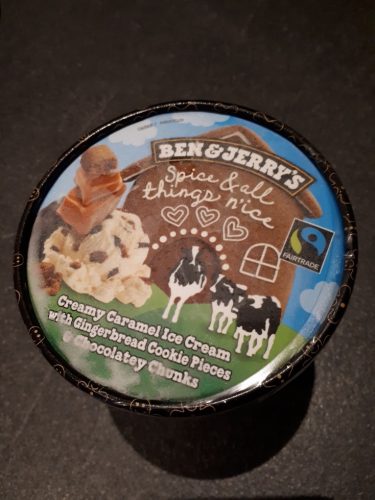 BEN & JERRY'S
Spice & all
things n'ice
FAIRTRADE
Creamy Caramel Ice Cream
with Gingerbread Cookie Pieces
& Chocolatey Chunks